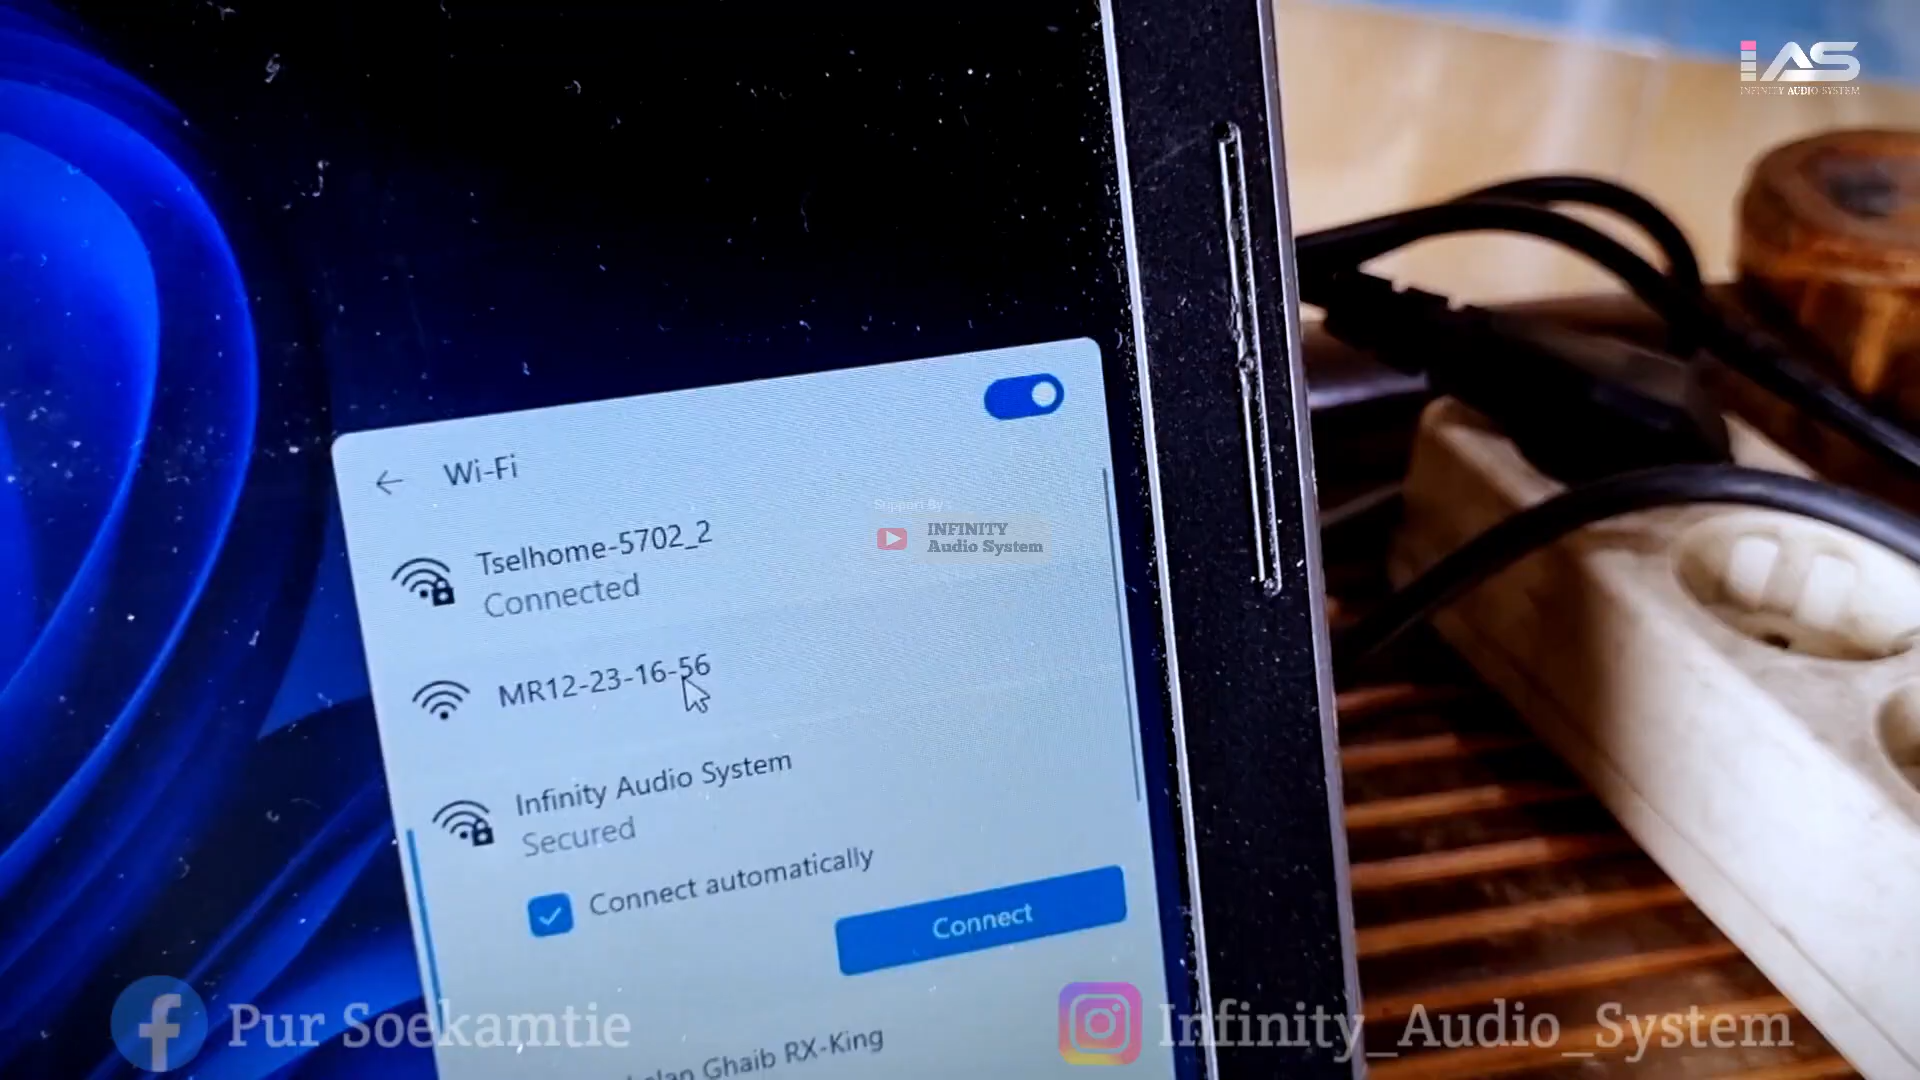 iAS
INFINITY AUDIO SYSTEM
Wi-Fi
Tselhome-5702_2
Connected
Support By :
INFINITY
Audio System
MR12-23-16-56
Infinity Audio System
Secured
Connect automatically
Connect
Pur Soekamtie
Infinity_Audio_System
Ghaib RX-King